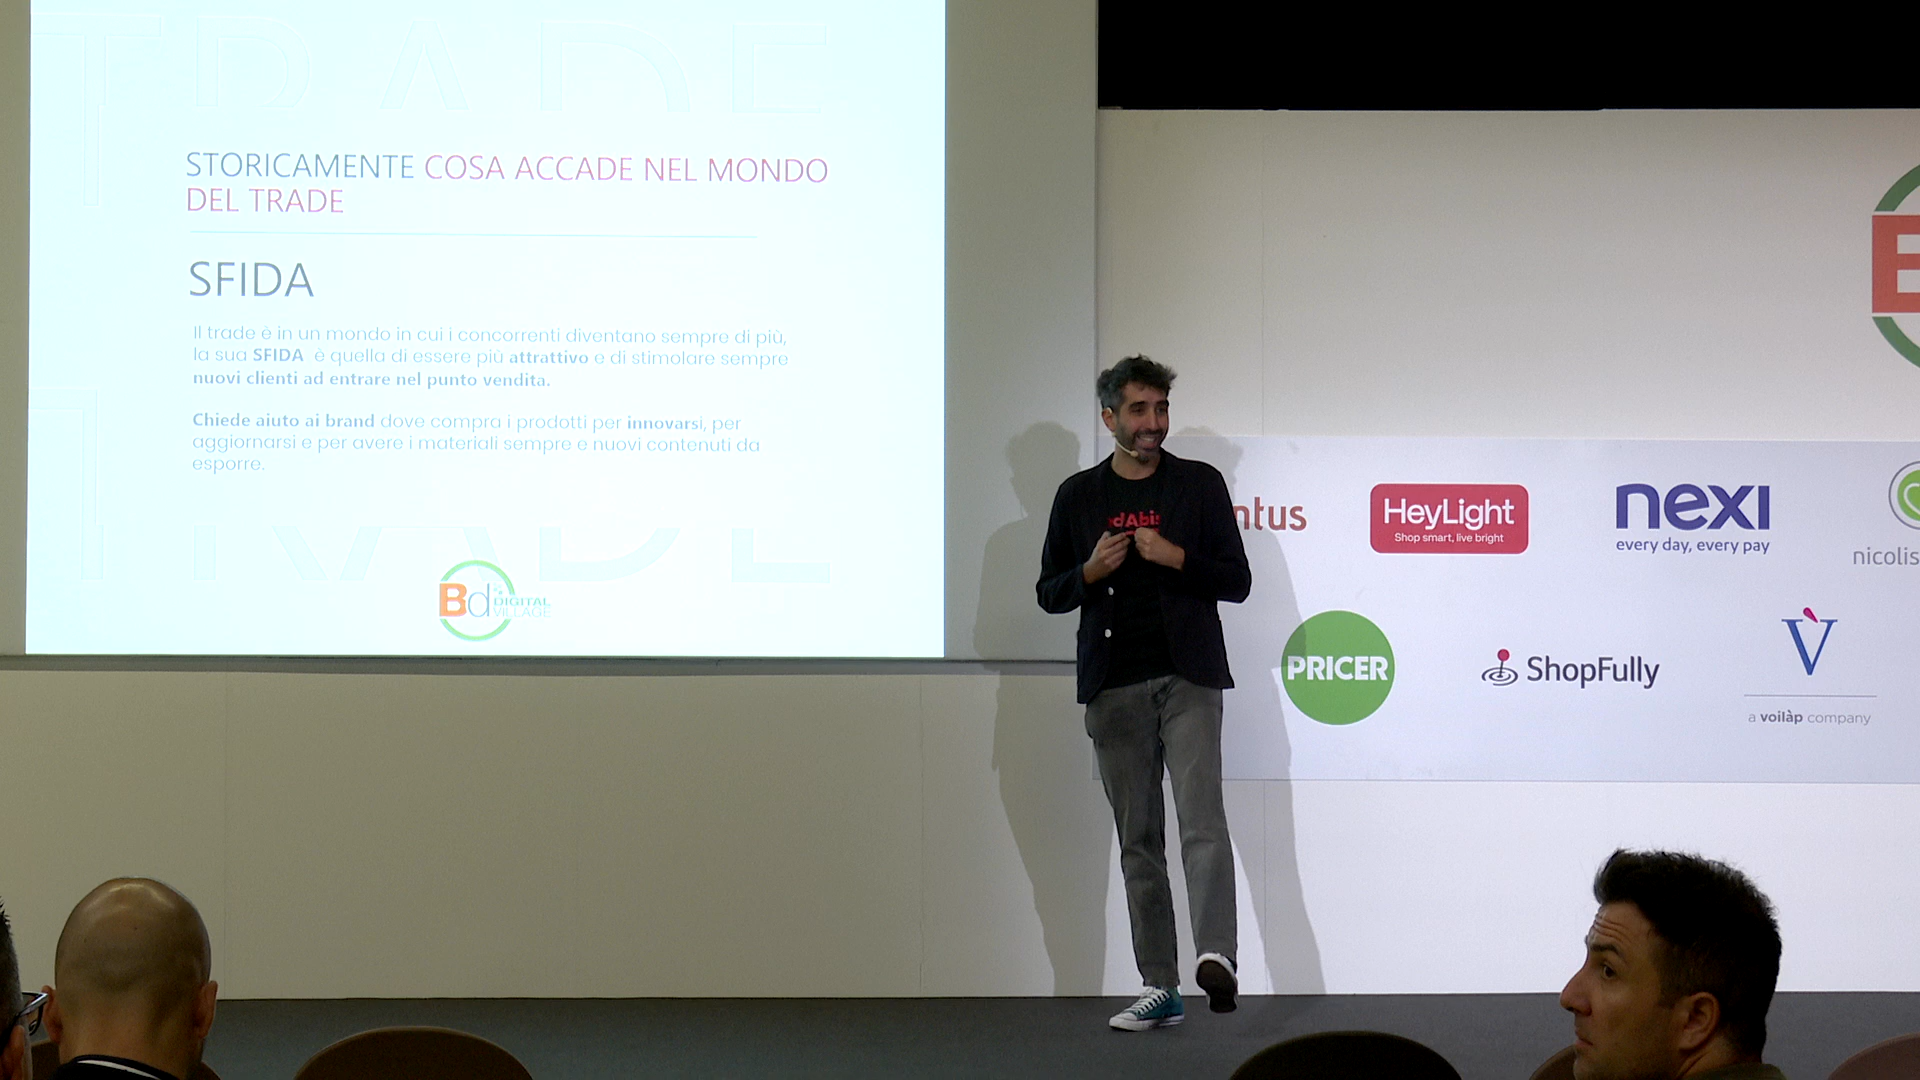 TRADE
STORICAMENTE COSA ACCADE NEL MONDO
DEL TRADE
SFIDA
Il trade è in un mondo in cui i concorrenti diventano sempre di più,
la sua SFIDA è quella di essere più attrattivo e di stimolare sempre
nuovi clienti ad entrare nel punto vendita.
Chiede aiuto ai brand dove compra i prodotti per innovarsi, per
aggiornarsi e per avere i materiali sempre e nuovi contenuti da
esporre.
TRADE
Bd DIGITAL
VILLAGE
dAbi
ntus
HeyLight
Shop smart, live bright
nexi
every day, every pay
nicolis
PRICER
ShopFully
V
a voilàp company
B